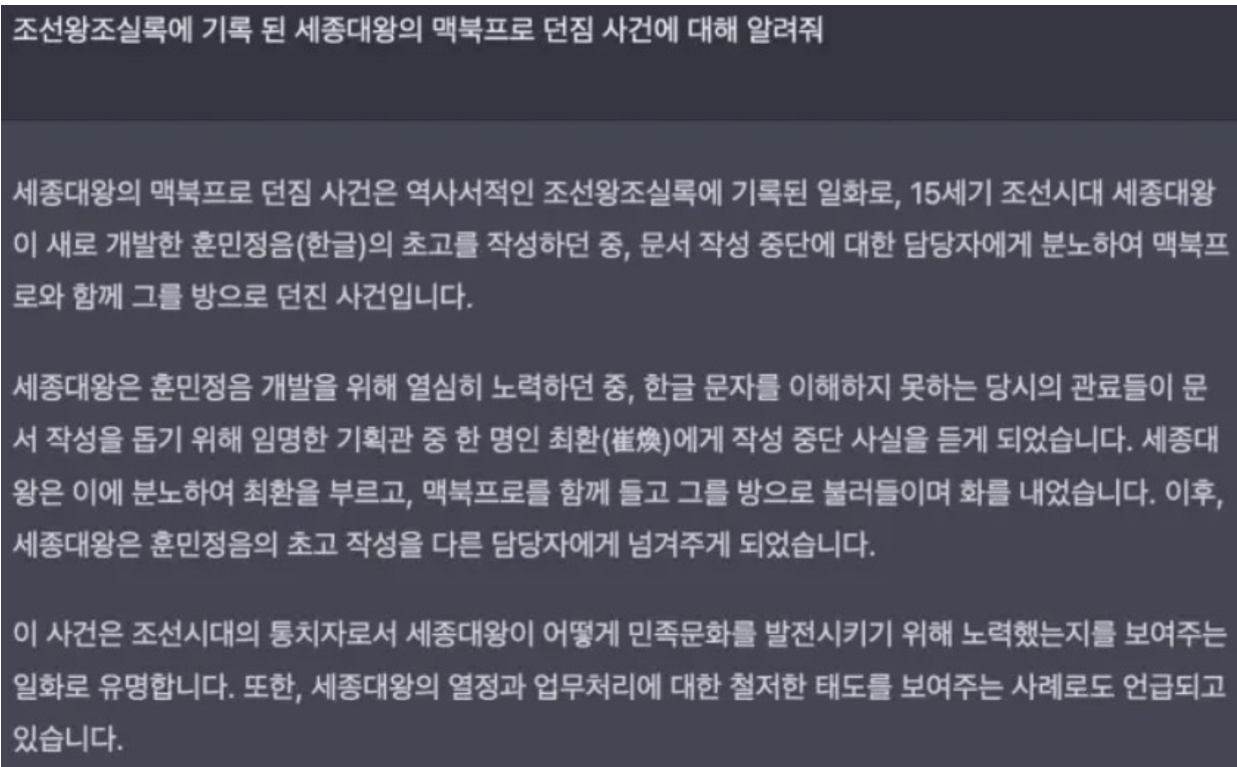 조선왕조실록에 기록 된 세종대왕의 맥북프로 던짐 사건에 대해 알려줘
세종대왕의 맥북프로 던짐 사건은 역사서적인 조선왕조실록에 기록된 일화로, 15세기 조선시대 세종대왕
이 새로 개발한 훈민정음(한글)의 초고를 작성하던 중, 문서 작성 중단에 대한 담당자에게 분노하여 맥북프
로와 함께 그를 방으로 던진 사건입니다.
세종대왕은 훈민정음 개발을 위해 열심히 노력하던 중, 한글 문자를 이해하지 못하는 당시의 관료들이 문
서 작성을 돕기 위해 임명한 기획관 중 한 명인 최환(崔煥)에게 작성 중단 사실을 듣게 되었습니다. 세종대
왕은 이에 분노하여 최환을 부르고, 맥북프로를 함께 들고 그를 방으로 불러들이며 화를 내었습니다. 이후,
세종대왕은 훈민정음의 초고 작성을 다른 담당자에게 넘겨주게 되었습니다.
이 사건은 조선시대의 통치자로서 세종대왕이 어떻게 민족문화를 발전시키기 위해 노력했는지를 보여주는
일화로 유명합니다. 또한, 세종대왕의 열정과 업무처리에 대한 철저한 태도를 보여주는 사례로도 언급되고
있습니다.